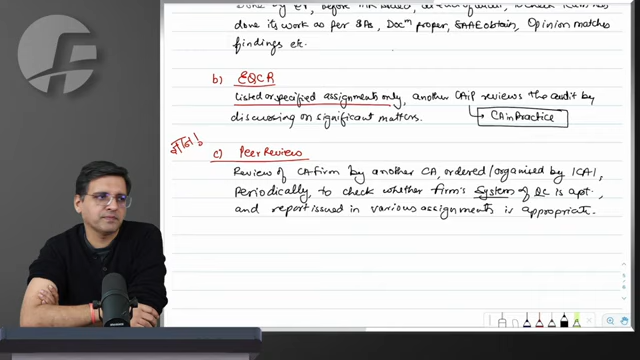 done its work as per SAs, Docᵐ proper, SAAE obtain, Opinion matches
findings etc.
b) EQCR
Listed or specified assignments only, another CAiP reviews the audit by
discussing on significant matters.
CA in Practice
c) Peer Review
Review of CA firm by another CA, ordered/organised by ICAI,
Periodically, to check whether firm's System of QC is apt.
and report issued in various assignments is appropriate.